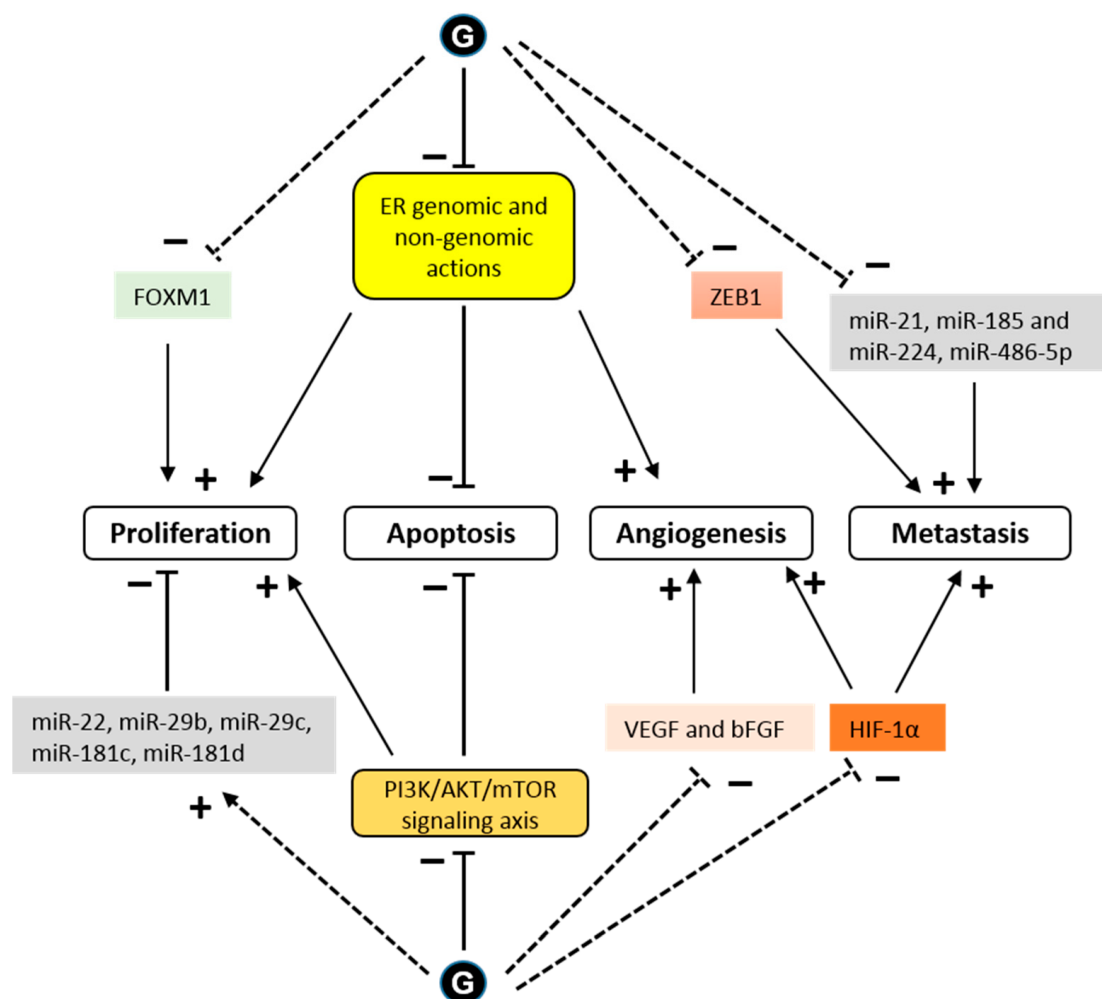 G
−
ER genomic and
non-genomic
actions
−
−
−
FOXM1
ZEB1
miR-21, miR-185 and
miR-224, miR-486-5p
+
−
+
+
Proliferation
Apoptosis
Angiogenesis
Metastasis
−
+
−
+
+
+
miR-22, miR-29b, miR-29c,
miR-181c, miR-181d
VEGF and bFGF
HIF-1α
+
PI3K/AKT/mTOR
signaling axis
−
−
−
G